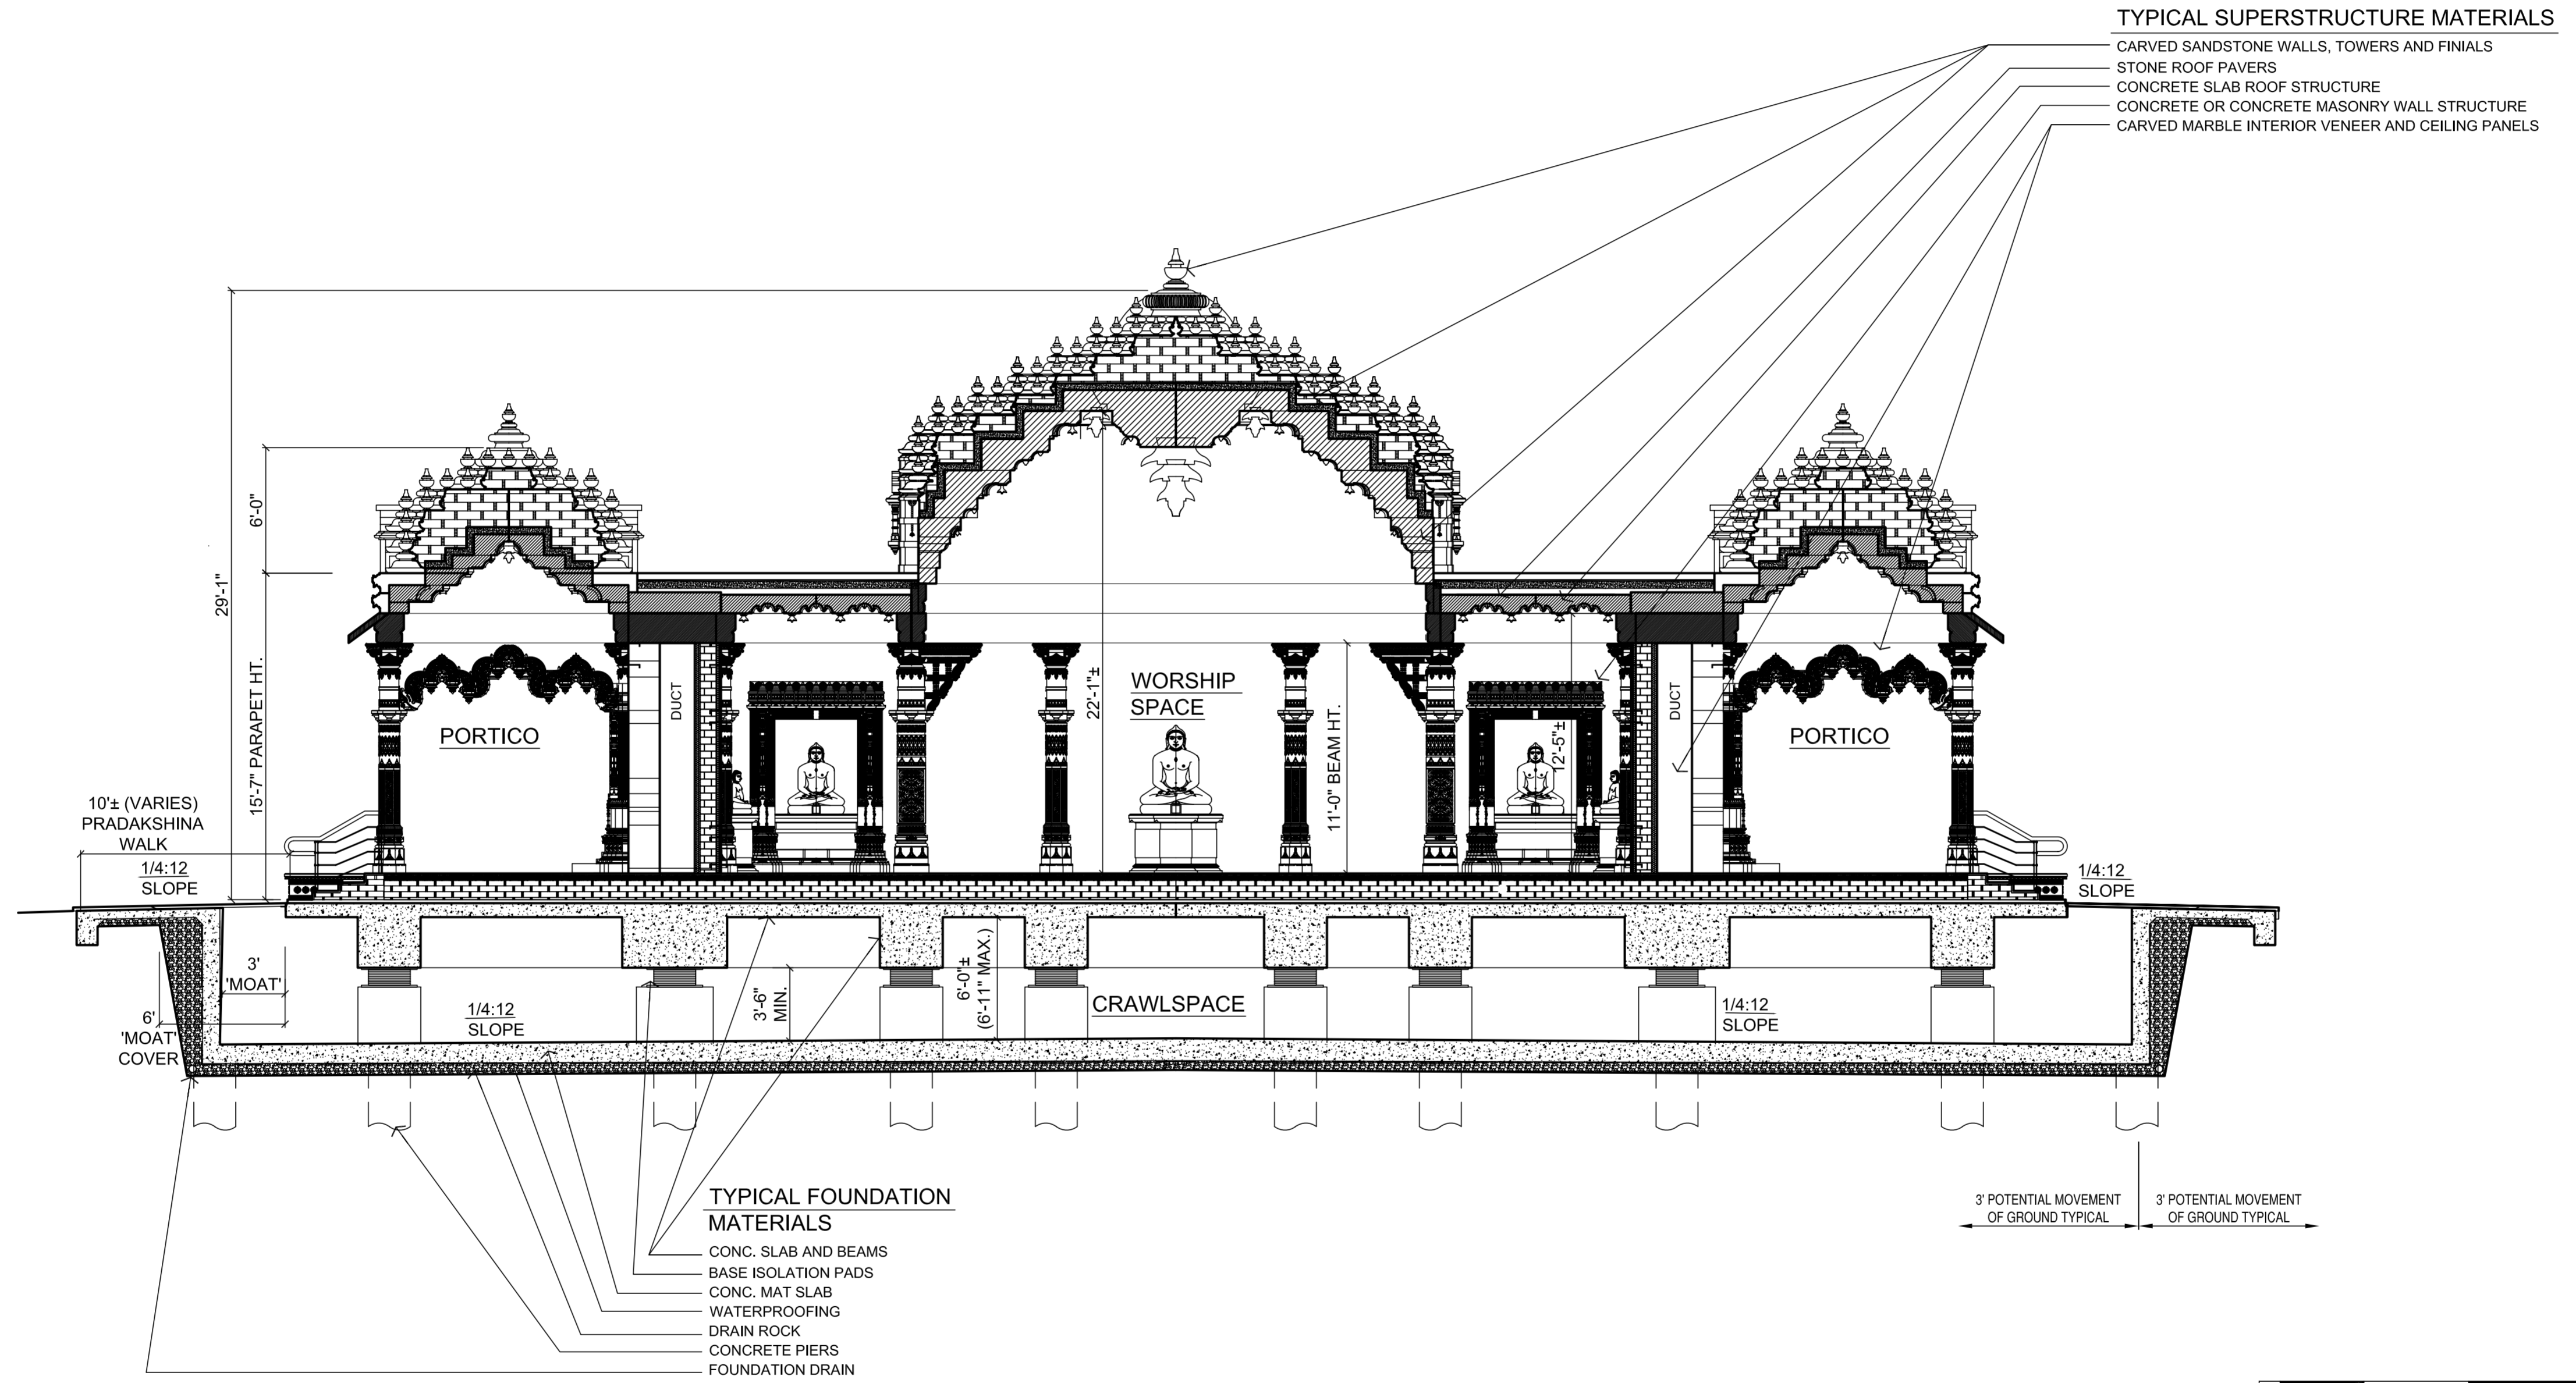 TYPICAL SUPERSTRUCTURE MATERIALS
CARVED SANDSTONE WALLS, TOWERS AND FINIALS
STONE ROOF PAVERS
CONCRETE SLAB ROOF STRUCTURE
CONCRETE OR CONCRETE MASONRY WALL STRUCTURE
CARVED MARBLE INTERIOR VENEER AND CEILING PANELS
6'-0"
29'-1"
15'-7" PARAPET HT.
10'± (VARIES)
PRADAKSHINA
WALK
1/4:12
SLOPE
PORTICO
DUCT
22'-1"±
WORSHIP
SPACE
11'-0" BEAM HT.
12'-5"±
DUCT
PORTICO
1/4:12
SLOPE
3'
'MOAT'
6'
'MOAT'
COVER
1/4:12
SLOPE
3'-6"
MIN.
6'-0"±
(6'-11" MAX.)
CRAWLSPACE
1/4:12
SLOPE
TYPICAL FOUNDATION
MATERIALS
CONC. SLAB AND BEAMS
BASE ISOLATION PADS
CONC. MAT SLAB
WATERPROOFING
DRAIN ROCK
CONCRETE PIERS
FOUNDATION DRAIN
3' POTENTIAL MOVEMENT
OF GROUND TYPICAL
3' POTENTIAL MOVEMENT
OF GROUND TYPICAL